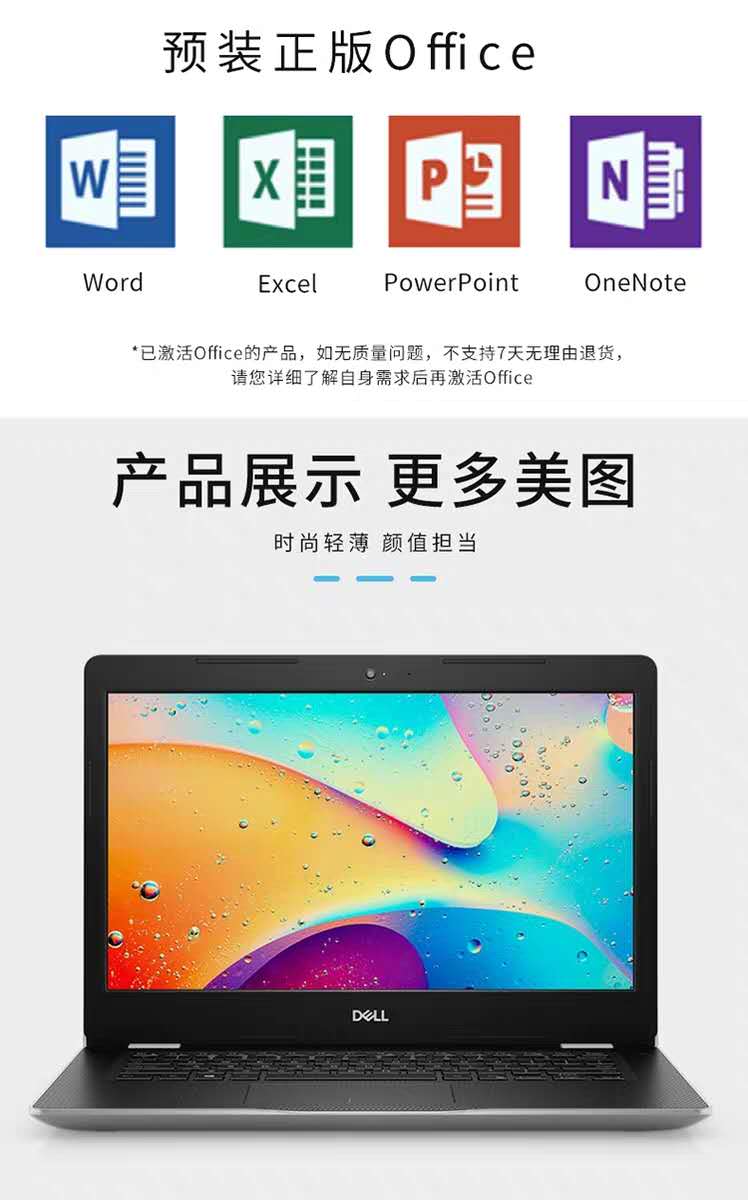 预装正版Office
W
X
P
N
Word
Excel
PowerPoint
OneNote
*已激活Office的产品，如无质量问题，不支持7天无理由退货，
请您详细了解自身需求后再激活Office
产品展示 更多美图
时尚轻薄 颜值担当
DELL